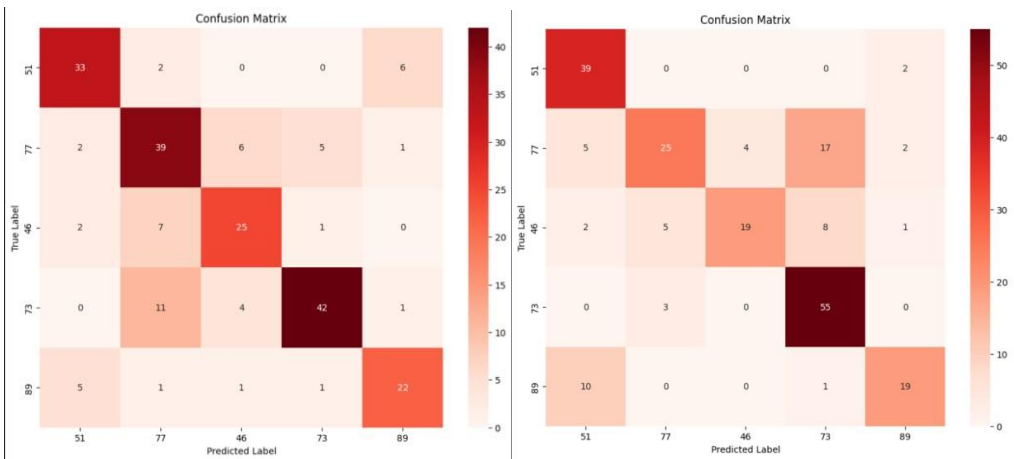 Confusion Matrix
51 33 2 0 0 6
77 2 39 6 5 1
46 2 7 25 1 0
73 0 11 4 42 1
89 5 1 1 1 22
51 77 46 73 89
Predicted Label
True Label
40
35
30
25
20
15
10
5
0
Confusion Matrix
51 39 0 0 0 2
77 5 25 4 17 2
46 2 5 19 8 1
73 0 3 0 55 0
89 10 0 0 1 19
51 77 46 73 89
Predicted Label
True Label
50
40
30
20
10
0